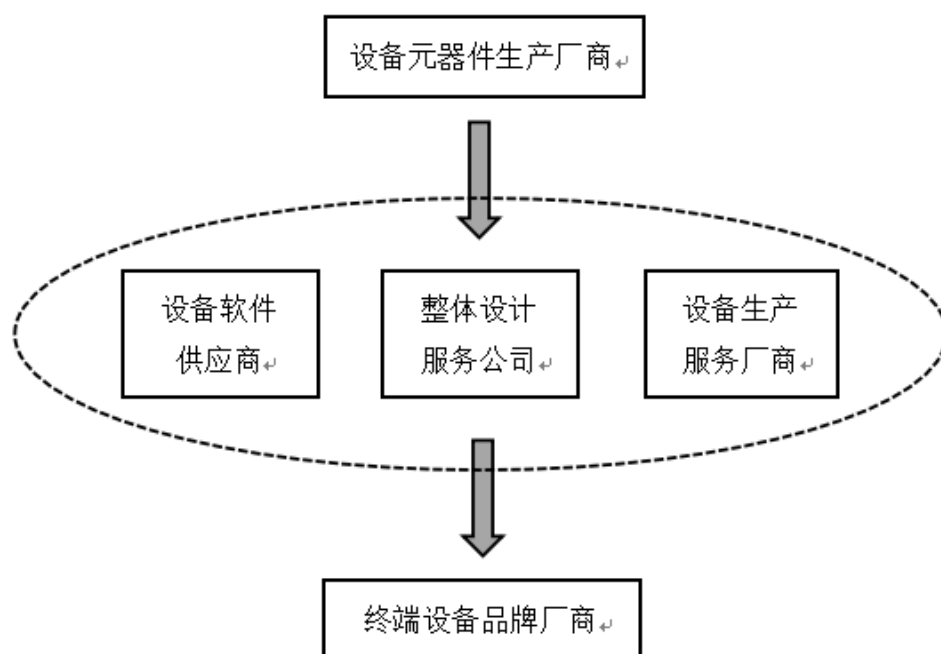 设备元器件生产厂商
设备软件
供应商
整体设计
服务公司
设备生产
服务厂商
终端设备品牌厂商